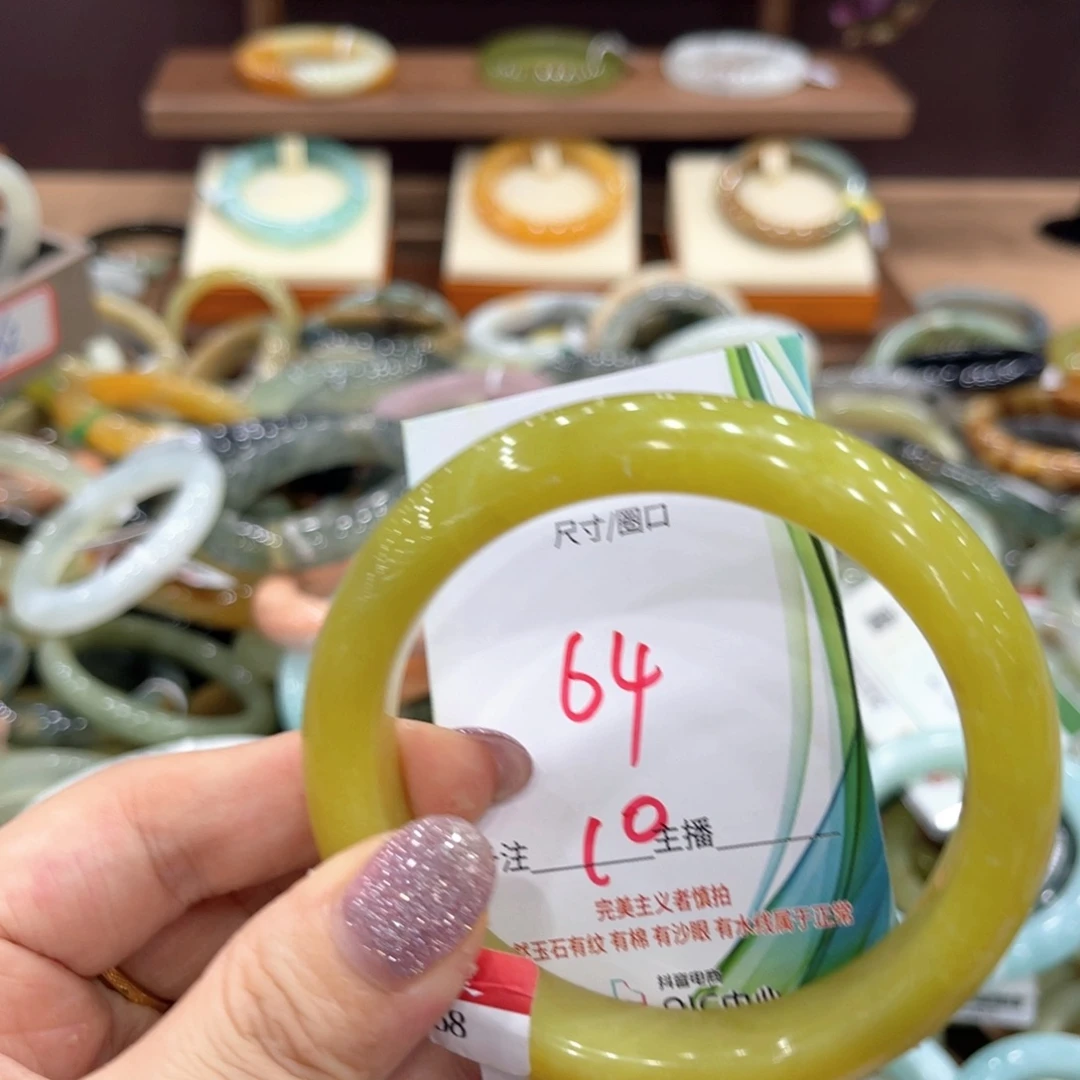 尺寸/圈口
64
10
注 主播
完美主义者慎拍
然玉石有纹 有棉 有沙眼 有水线属于正常
抖音电商